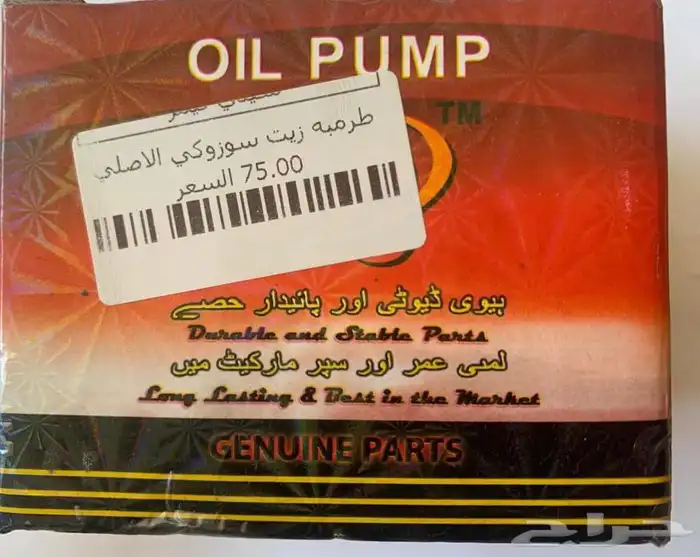 OIL PUMP
TM
طرمبه زيت سوزوكي الاصلي
75.00 السعر
ہیوی ڈیوٹی اور پائیدار حصے
Durable and Stable Parts
لمبی عمر اور سپر مارکیٹ میں
Long Lasting & Best in the Market
GENUINE PARTS
حراج